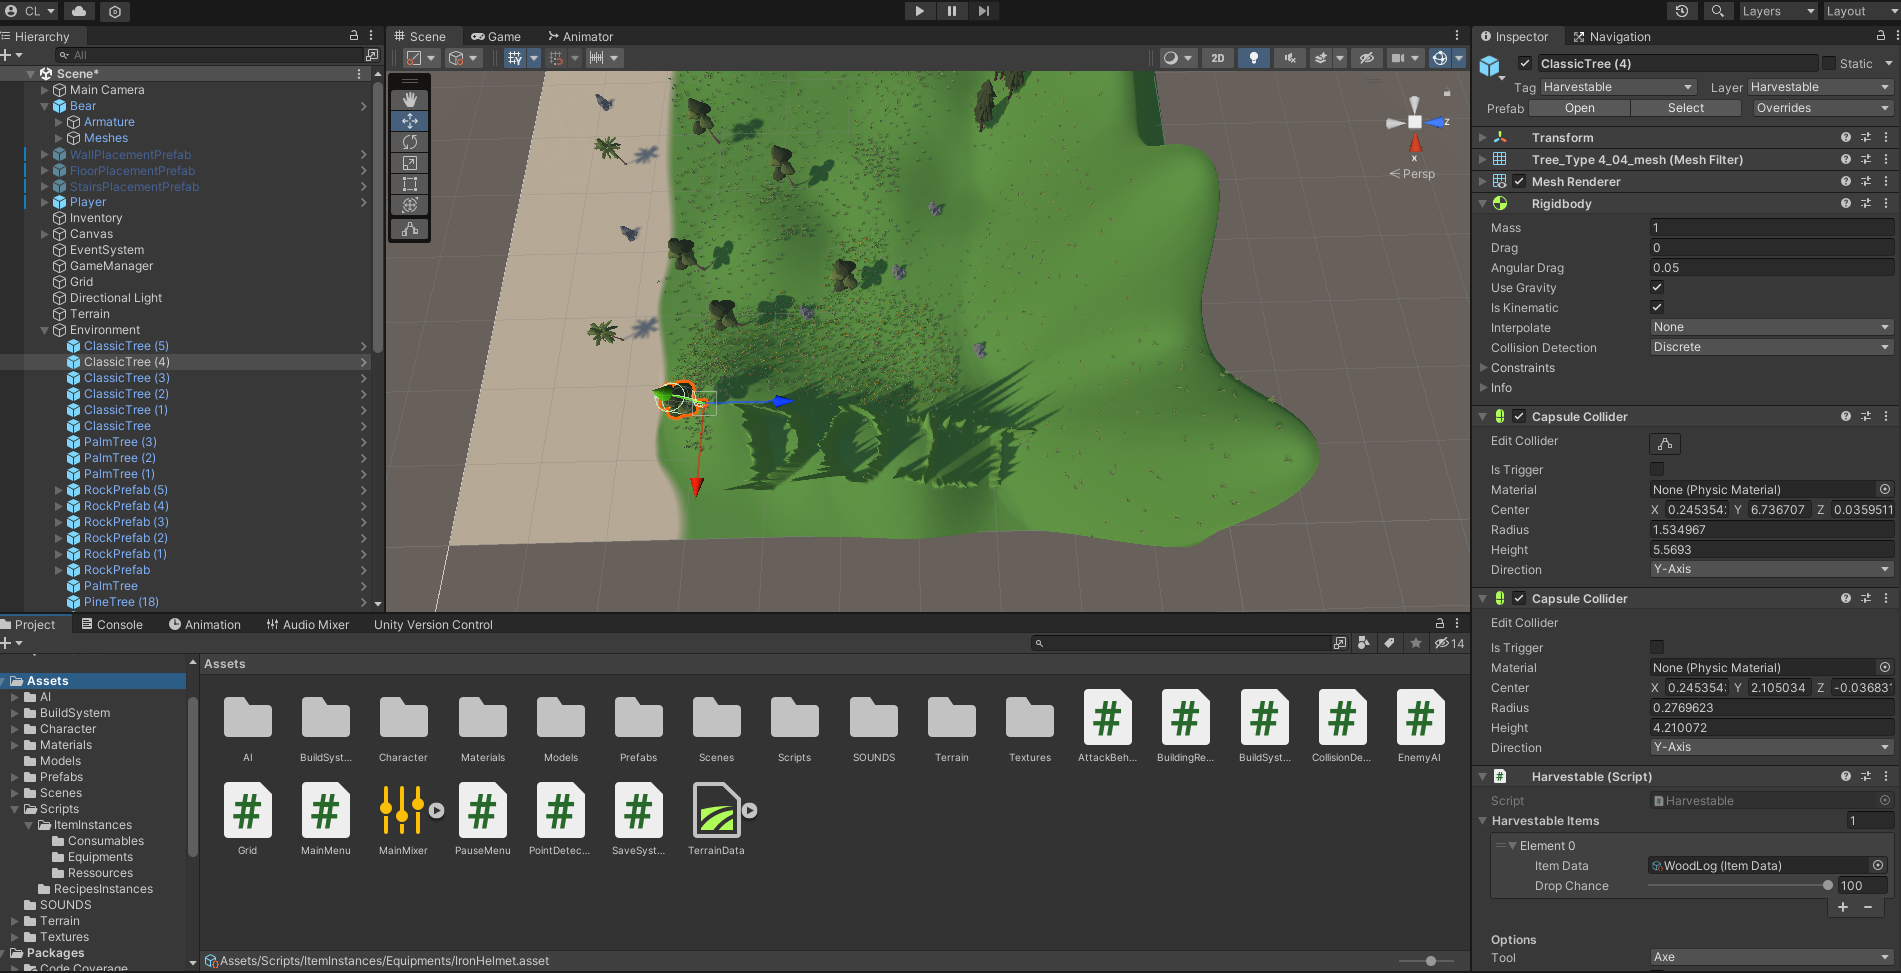 CL
Layers
Layout
Hierarchy
All
Scene*
Main Camera
Bear
Armature
Meshes
WallPlacementPrefab
FloorPlacementPrefab
StairsPlacementPrefab
Player
Inventory
Canvas
EventSystem
GameManager
Grid
Directional Light
Terrain
Environment
ClassicTree (5)
ClassicTree (4)
ClassicTree (3)
ClassicTree (2)
ClassicTree (1)
ClassicTree
PalmTree (3)
PalmTree (2)
PalmTree (1)
RockPrefab (5)
RockPrefab (4)
RockPrefab (3)
RockPrefab (2)
RockPrefab (1)
RockPrefab
PalmTree
PineTree (18)
Scene
Game
Animator
2D
z
x
Persp
Inspector
Navigation
ClassicTree (4)
Static
Tag Harvestable
Layer Harvestable
Prefab Open Select Overrides
Transform
Tree_Type 4_04_mesh (Mesh Filter)
Mesh Renderer
Rigidbody
Mass 1
Drag 0
Angular Drag 0.05
Use Gravity
Is Kinematic
Interpolate None
Collision Detection Discrete
Constraints
Info
Capsule Collider
Edit Collider
Is Trigger
Material None (Physic Material)
Center X 0.245354 Y 6.736707 Z 0.0359511
Radius 1.534967
Height 5.5693
Direction Y-Axis
Capsule Collider
Edit Collider
Is Trigger
Material None (Physic Material)
Center X 0.245354 Y 2.105034 Z -0.03683
Radius 0.2769623
Height 4.210072
Direction Y-Axis
Harvestable (Script)
Script Harvestable
Harvestable Items 1
Element 0
Item Data WoodLog (Item Data)
Drop Chance 100
+ −
Options
Tool Axe
Project
Console
Animation
Audio Mixer
Unity Version Control
14
Assets
AI
BuildSystem
Character
Materials
Models
Prefabs
Scenes
Scripts
ItemInstances
Consumables
Equipments
Ressources
RecipesInstances
SOUNDS
Terrain
Textures
Packages
Code Coverage
Assets
AI
BuildSyst...
Character
Materials
Models
Prefabs
Scenes
Scripts
SOUNDS
Terrain
Textures
AttackBeh...
BuildingRe...
BuildSyst...
CollisionDe...
EnemyAI
Grid
MainMenu
MainMixer
PauseMenu
PointDetec...
SaveSyst...
TerrainData
Assets/Scripts/ItemInstances/Equipments/IronHelmet.asset